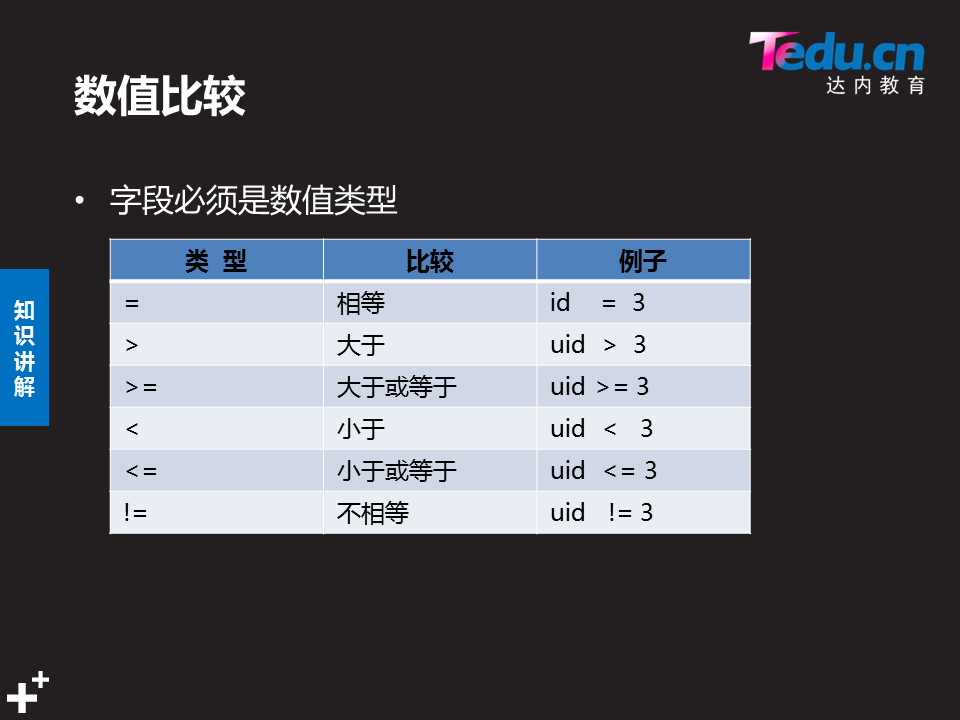 Tedu.cn
达内教育
数值比较
• 字段必须是数值类型
知识讲解
类 型 比较 例子
= 相等 id = 3
> 大于 uid > 3
>= 大于或等于 uid >= 3
< 小于 uid < 3
<= 小于或等于 uid <= 3
!= 不相等 uid != 3